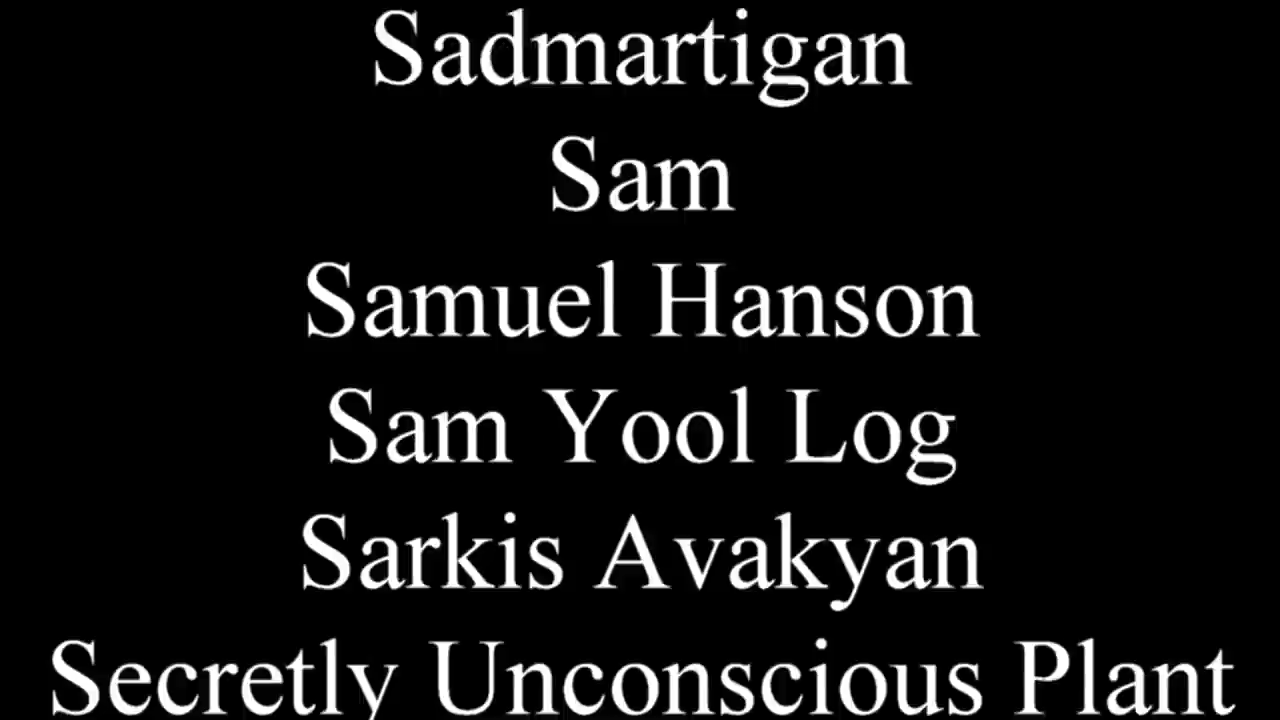 Sadmartigan
Sam
Samuel Hanson
Sam Yool Log
Sarkis Avakyan
Secretly Unconscious Plant